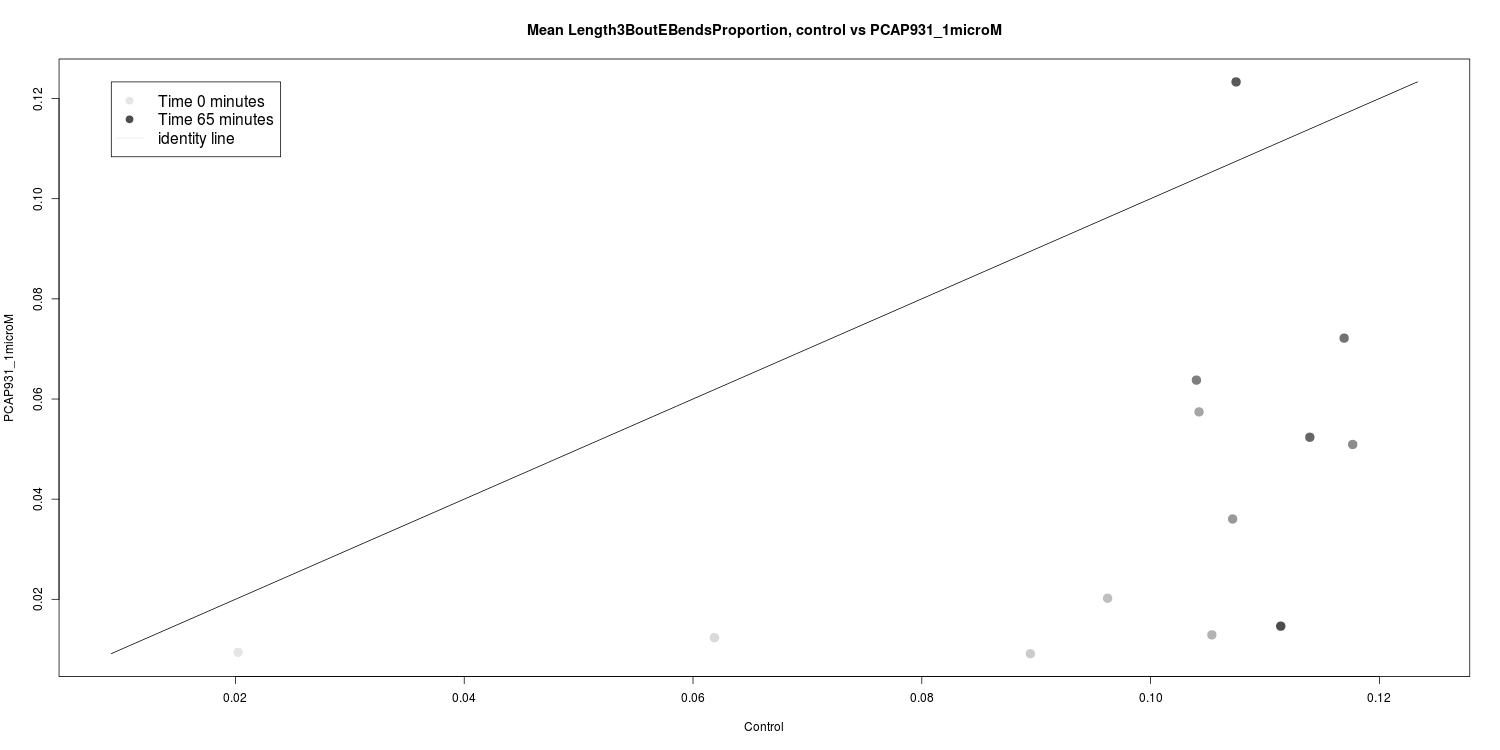 Mean Length3BoutEBendsProportion, control vs PCAP931_1microM
Time 0 minutes
Time 65 minutes
identity line
PCAP931_1microM
0.12
0.10
0.08
0.06
0.04
0.02
0.02
0.04
0.06
0.08
0.10
0.12
Control